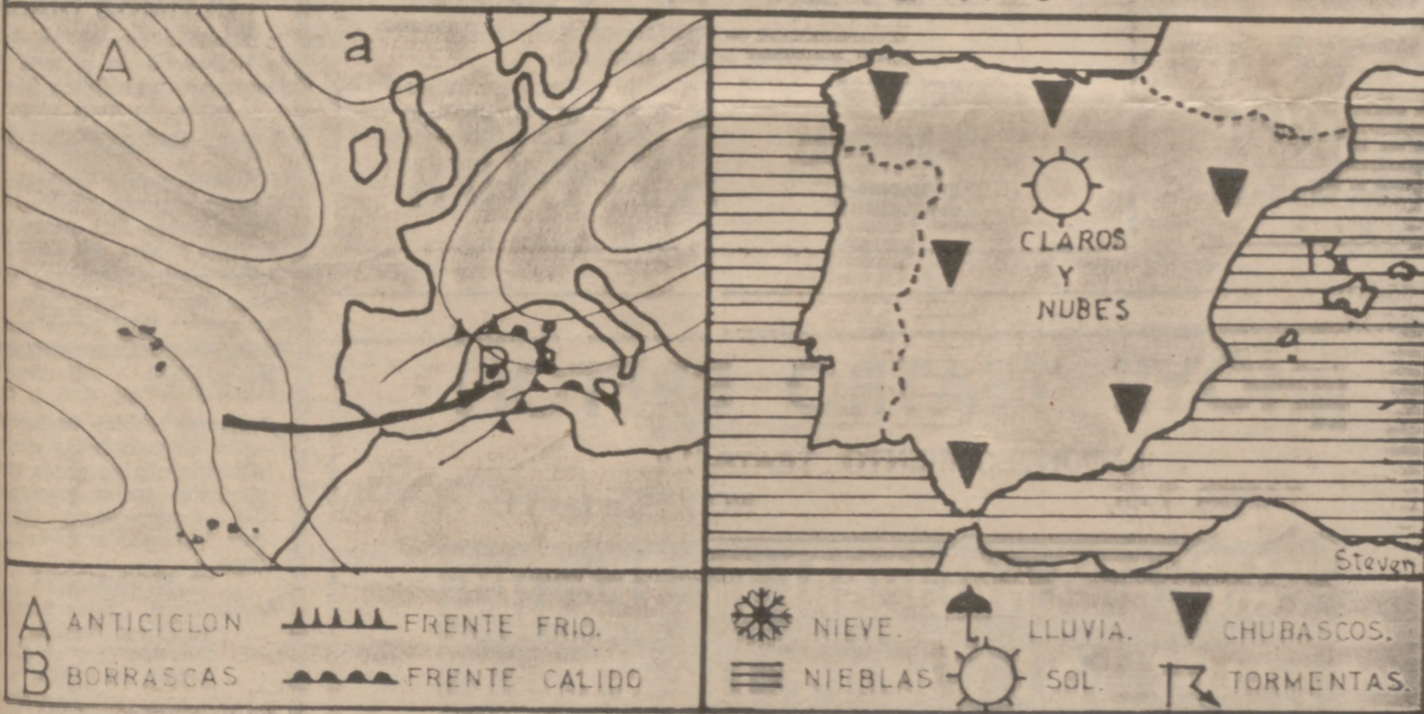 A
a
B
CLAROS
Y
NUBES
Steven
A ANTICICLON FRENTE FRIO.
B BORRASCAS FRENTE CALIDO
NIEVE. LLUVIA. CHUBASCOS.
NIEBLAS SOL. TORMENTAS.